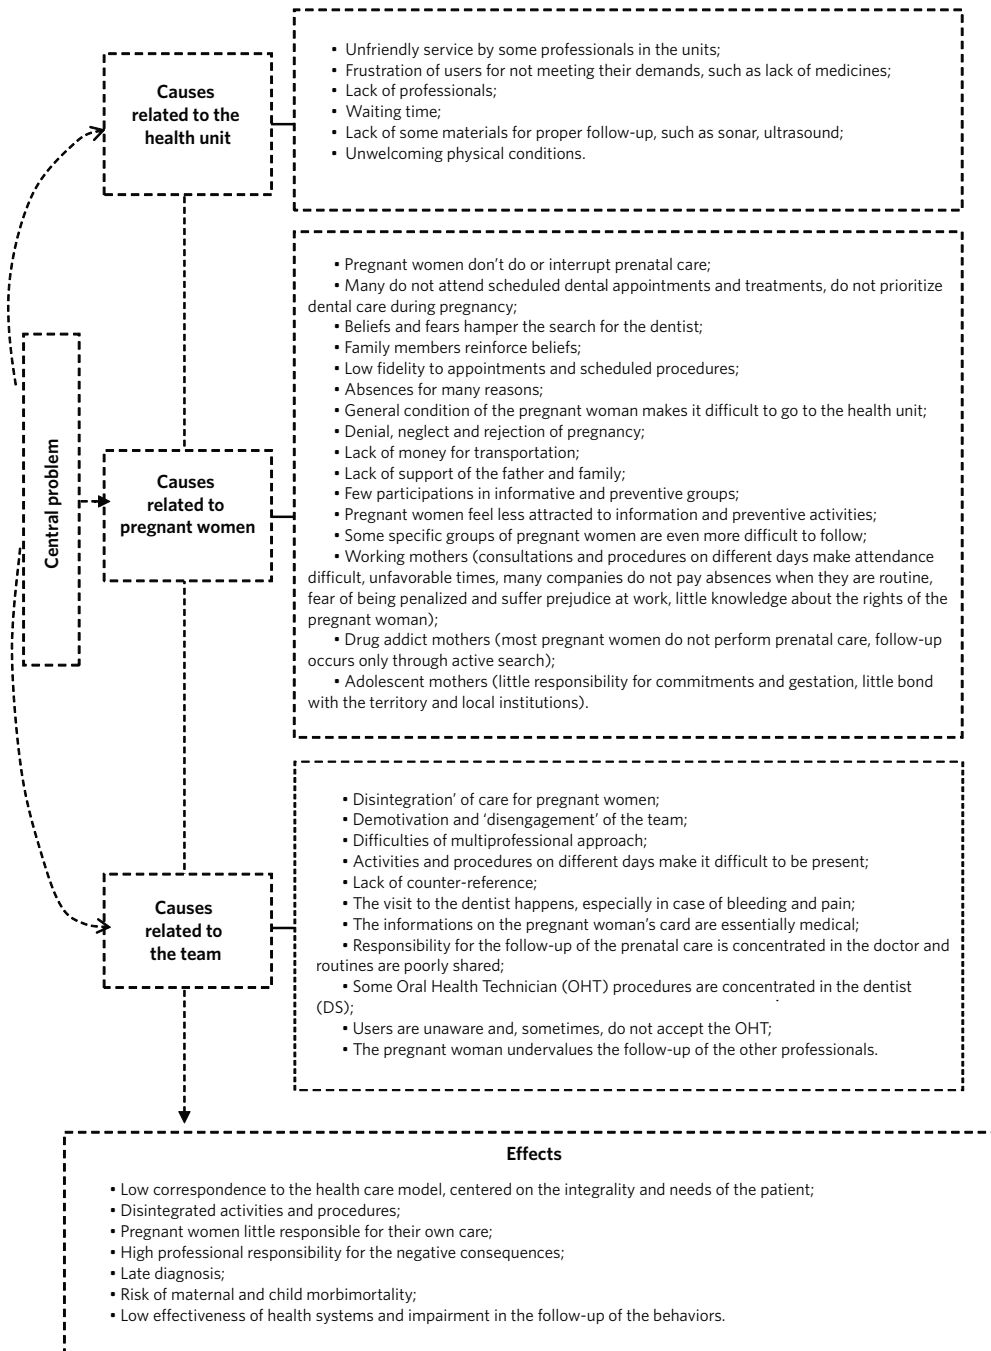 Causes
related to the
health unit
▪ Unfriendly service by some professionals in the units;
▪ Frustration of users for not meeting their demands, such as lack of medicines;
▪ Lack of professionals;
▪ Waiting time;
▪ Lack of some materials for proper follow-up, such as sonar, ultrasound;
▪ Unwelcoming physical conditions.
Central problem
Causes
related to
pregnant women
▪ Pregnant women don't do or interrupt prenatal care;
▪ Many do not attend scheduled dental appointments and treatments, do not prioritize
dental care during pregnancy;
▪ Beliefs and fears hamper the search for the dentist;
▪ Family members reinforce beliefs;
▪ Low fidelity to appointments and scheduled procedures;
▪ Absences for many reasons;
▪ General condition of the pregnant woman makes it difficult to go to the health unit;
▪ Denial, neglect and rejection of pregnancy;
▪ Lack of money for transportation;
▪ Lack of support of the father and family;
▪ Few participations in informative and preventive groups;
▪ Pregnant women feel less attracted to information and preventive activities;
▪ Some specific groups of pregnant women are even more difficult to follow;
▪ Working mothers (consultations and procedures on different days make attendance
difficult, unfavorable times, many companies do not pay absences when they are routine,
fear of being penalized and suffer prejudice at work, little knowledge about the rights of the
pregnant woman);
▪ Drug addict mothers (most pregnant women do not perform prenatal care, follow-up
occurs only through active search);
▪ Adolescent mothers (little responsibility for commitments and gestation, little bond
with the territory and local institutions).
Causes
related to
the team
▪ Disintegration' of care for pregnant women;
▪ Demotivation and 'disengagement' of the team;
▪ Difficulties of multiprofessional approach;
▪ Activities and procedures on different days make it difficult to be present;
▪ Lack of counter-reference;
▪ The visit to the dentist happens, especially in case of bleeding and pain;
▪ The informations on the pregnant woman's card are essentially medical;
▪ Responsibility for the follow-up of the prenatal care is concentrated in the doctor and
routines are poorly shared;
▪ Some Oral Health Technician (OHT) procedures are concentrated in the dentist
(DS);
▪ Users are unaware and, sometimes, do not accept the OHT;
▪ The pregnant woman undervalues the follow-up of the other professionals.
Effects
▪ Low correspondence to the health care model, centered on the integrality and needs of the patient;
▪ Disintegrated activities and procedures;
▪ Pregnant women little responsible for their own care;
▪ High professional responsibility for the negative consequences;
▪ Late diagnosis;
▪ Risk of maternal and child morbimortality;
▪ Low effectiveness of health systems and impairment in the follow-up of the behaviors.